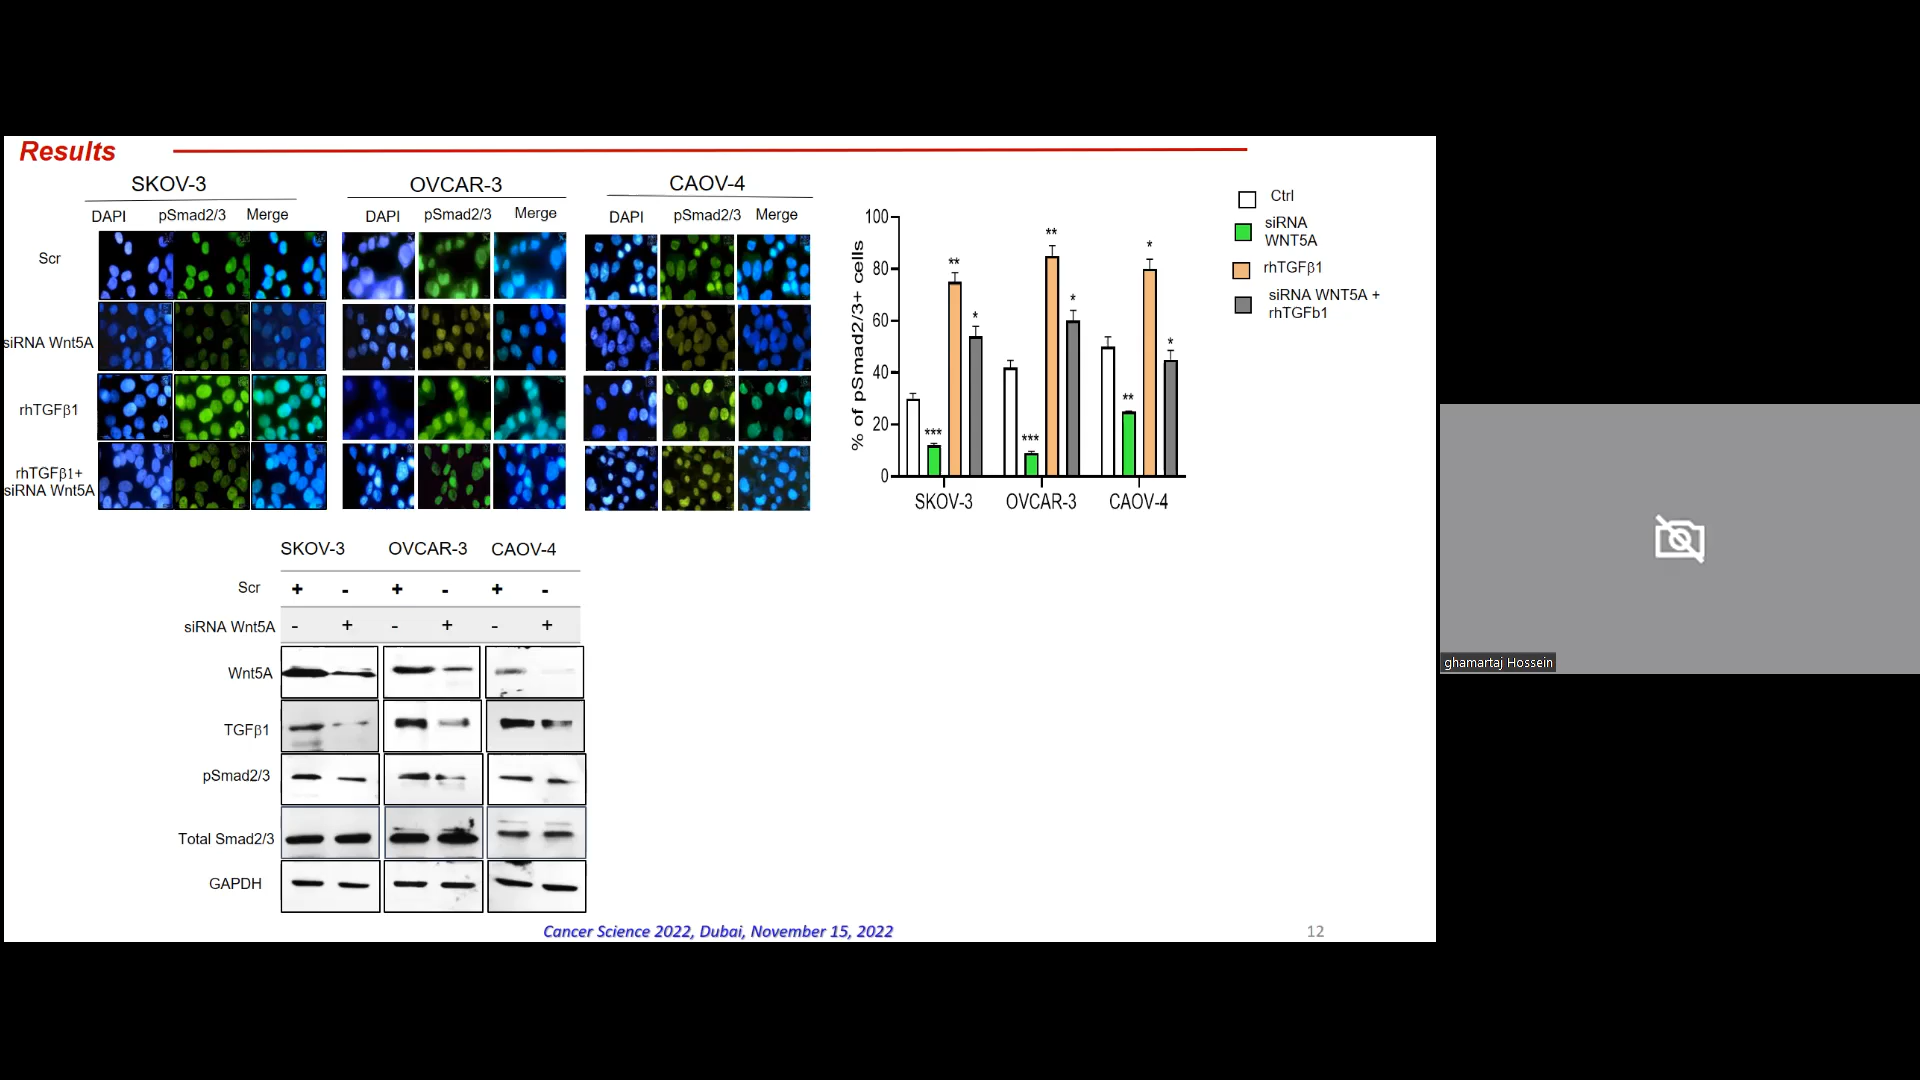 Results
SKOV-3
OVCAR-3
CAOV-4
DAPI pSmad2/3 Merge
DAPI pSmad2/3 Merge
DAPI pSmad2/3 Merge
Scr
siRNA Wnt5A
rhTGFβ1
rhTGFβ1+
siRNA Wnt5A
% of pSmad2/3+ cells
100
80
60
40
20
0
*** ** *
*** ** *
** * *
SKOV-3 OVCAR-3 CAOV-4
Ctrl
siRNA
WNT5A
rhTGFβ1
siRNA WNT5A +
rhTGFb1
SKOV-3 OVCAR-3 CAOV-4
Scr + - + - + -
siRNA Wnt5A - + - + - +
Wnt5A
TGFβ1
pSmad2/3
Total Smad2/3
GAPDH
Cancer Science 2022, Dubai, November 15, 2022
12
ghamartaj Hossein